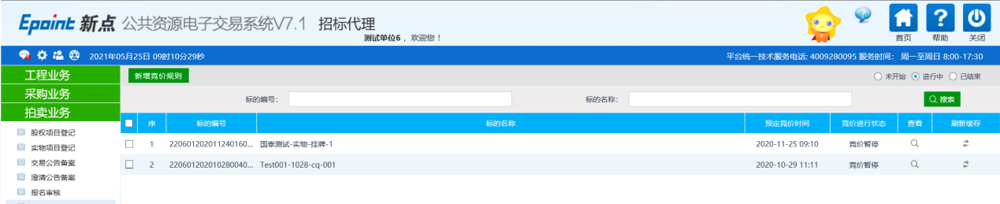 Epoint 新点 公共资源电子交易系统V7.1 招标代理
测试单位6 ，欢迎您！
首页 帮助 关闭
2021年05月25日 09时10分29秒 平台统一技术服务电话: 4009280095 服务时间： 周一至周日 8:00-17:30
工程业务
采购业务
拍卖业务
股权项目登记
实物项目登记
交易公告备案
澄清公告备案
报名审核
新增竞价规则 未开始 进行中 已结束
标的编号： 标的名称： 搜索
序 标的编号 标的名称 预定竞价时间 竞价进行状态 查看 刷新缓存
1 220601202011240160... 国泰测试-实物-挂牌-1 2020-11-25 09:10 竞价暂停
2 220601202010280040... Test001-1028-cq-001 2020-10-29 11:11 竞价暂停